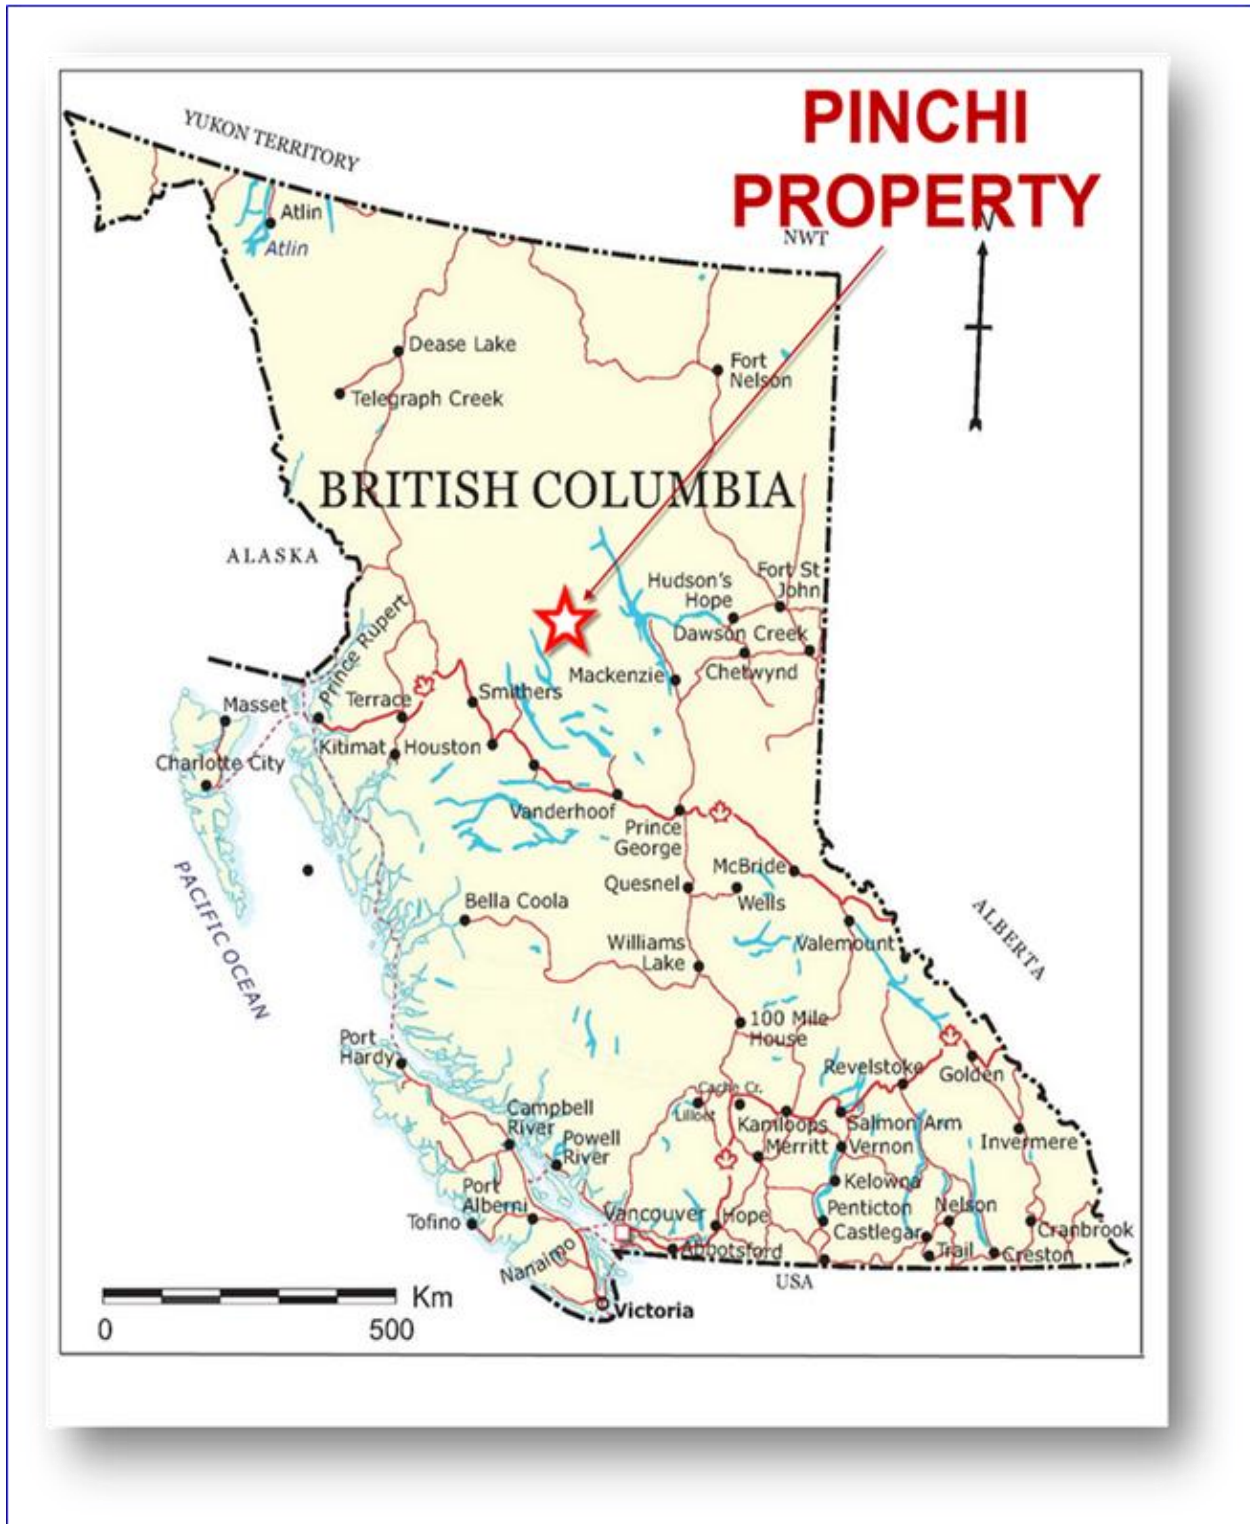 PINCHI
PROPERTY
YUKON TERRITORY
NWT
N
Atlin
Atlin
Dease Lake
Telegraph Creek
Fort
Nelson
BRITISH COLUMBIA
ALASKA
Hudson's
Hope
Fort St
John
Dawson Creek
Chetwynd
Mackenzie
Prince Rupert
Terrace
Smithers
Masset
Kitimat
Houston
Charlotte City
Vanderhoof
Prince
George
McBride
Quesnel
Wells
PACIFIC OCEAN
Bella Coola
Williams
Lake
Valemount
ALBERTA
100 Mile
House
Port
Hardy
Revelstoke
Golden
Cache Cr.
Lilloet
Kamloops
Salmon Arm
Campbell
River
Powell
River
Merritt
Vernon
Invermere
Kelowna
Port
Alberni
Tofino
Vancouver
Hope
Penticton
Nelson
Castlegar
Cranbrook
Abbotsford
Trail
Creston
Nanaimo
USA
Victoria
Km
0
500